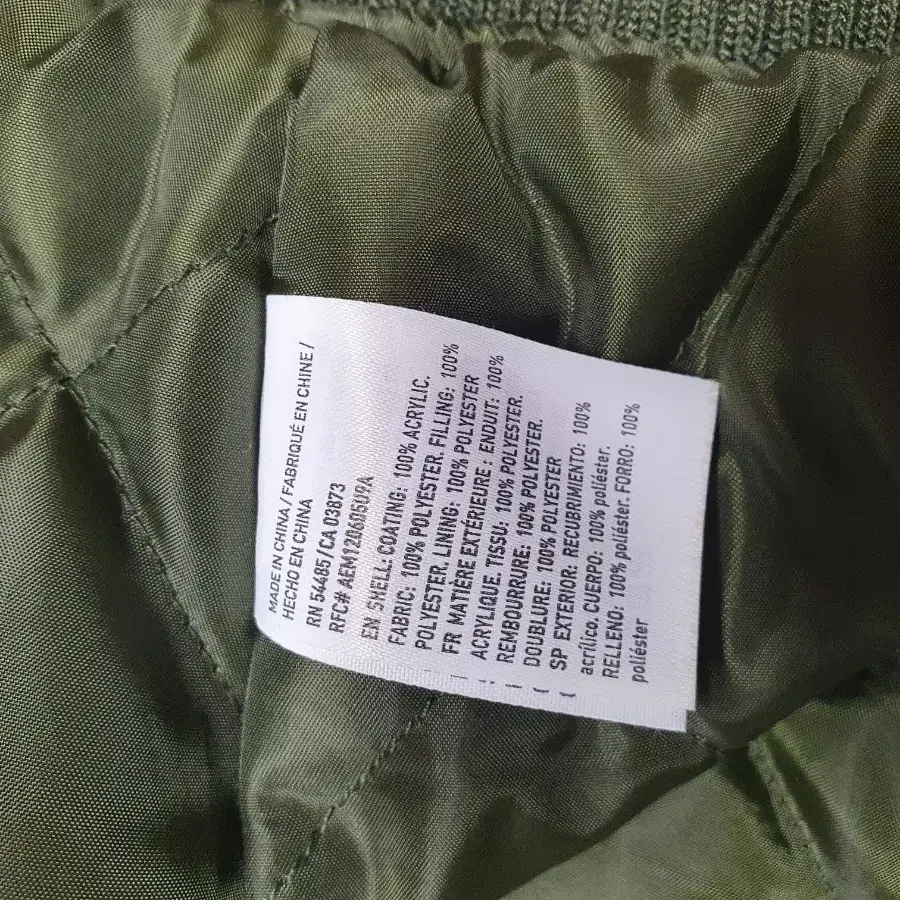 MADE IN CHINA / FABRIQUÉ EN CHINE /
HECHO EN CHINA
RN 54485/CA 03873
RFC# AEM120605U9A
EN SHELL: COATING: 100% ACRYLIC.
FABRIC: 100% POLYESTER. FILLING: 100%
POLYESTER. LINING: 100% POLYESTER
FR MATIÈRE EXTÉRIEURE . ENDUIT: 100%
ACRYLIQUE. TISSU: 100% POLYESTER.
REMBOURRURE: 100% POLYESTER.
DOUBLURE: 100% POLYESTER
SP EXTERIOR. RECUBRIMIENTO: 100%
acrílico. CUERPO: 100% poliéster.
RELLENO: 100% poliéster. FORRO: 100%
poliéster